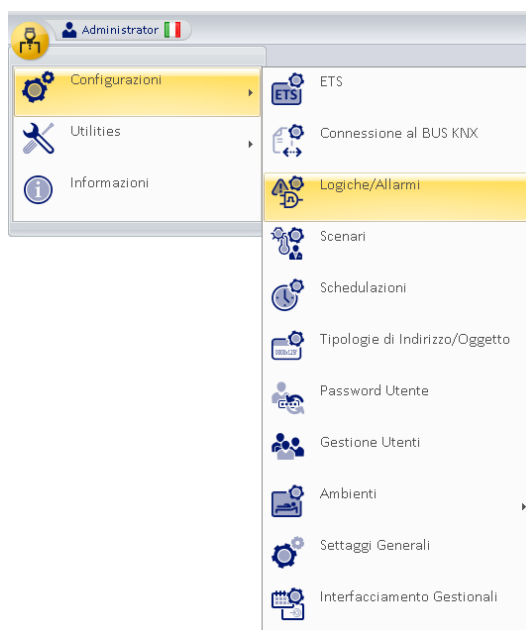 Administrator
Configurazioni
Utilities
Informazioni
ETS
ETS
Connessione al BUS KNX
Logiche/Allarmi
Scenari
Schedulazioni
Tipologie di Indirizzo/Oggetto
Password Utente
Gestione Utenti
Ambienti
Settaggi Generali
Interfacciamento Gestionali